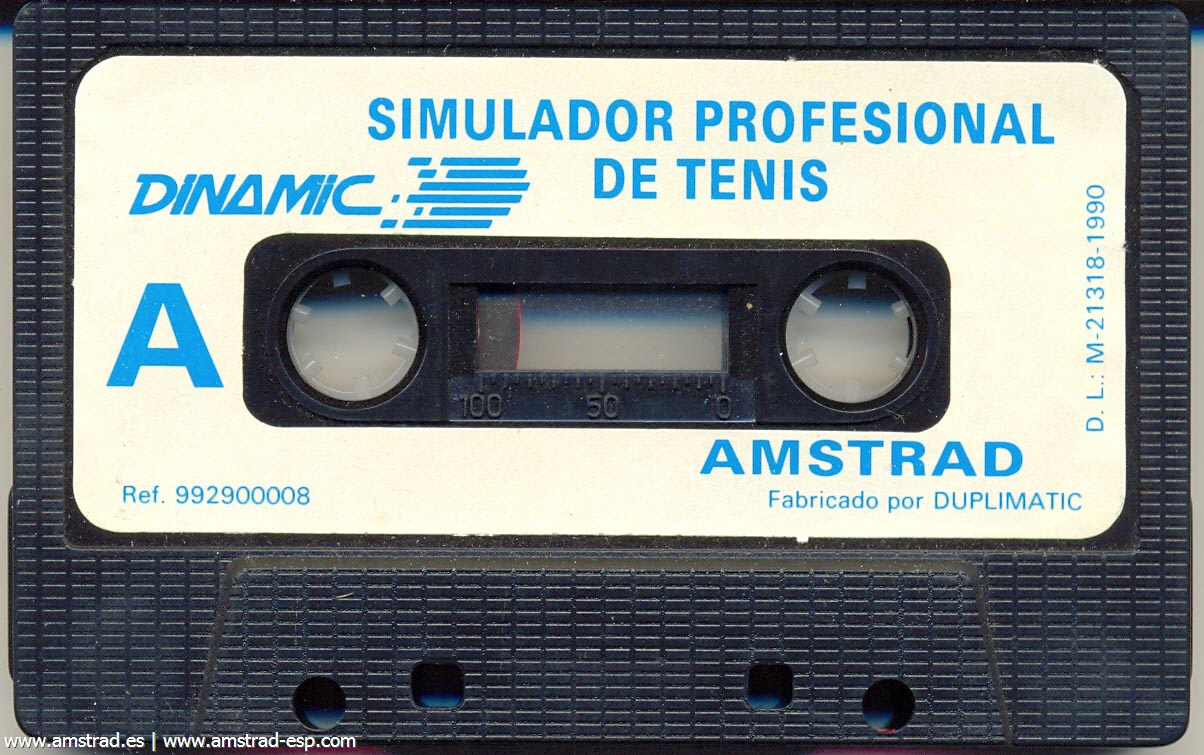 SIMULADOR PROFESIONAL
DE TENIS
DINAMIC
A
D. L.: M-21318-1990
100 50 0
AMSTRAD
Ref. 992900008
Fabricado por DUPLIMATIC
www.amstrad.es | www.amstrad-esp.com